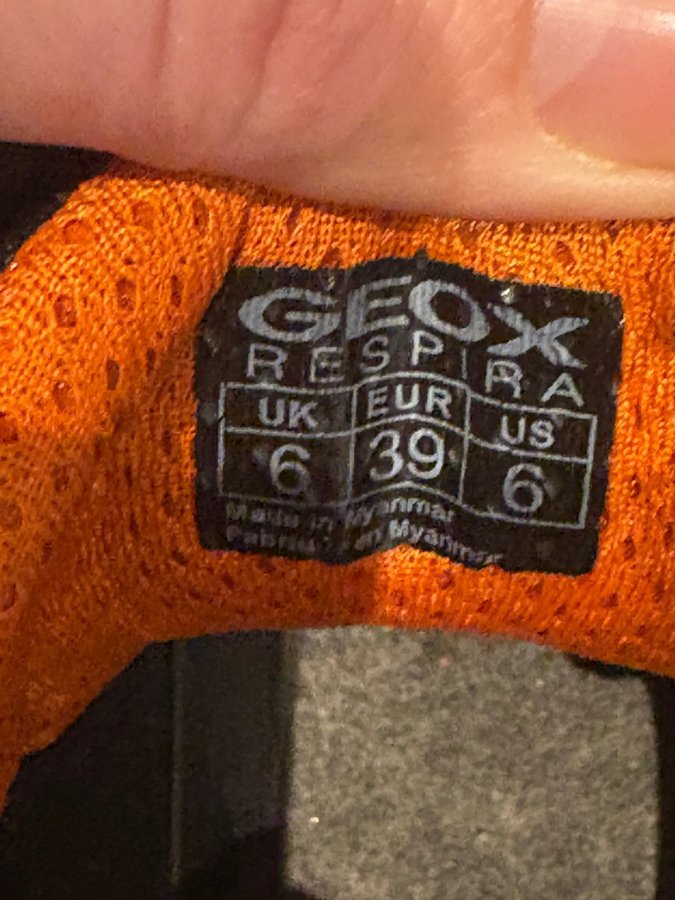 GEOX
RESPIRA
UK EUR US
6 39 6
Made in Myanmar
en Myanmar